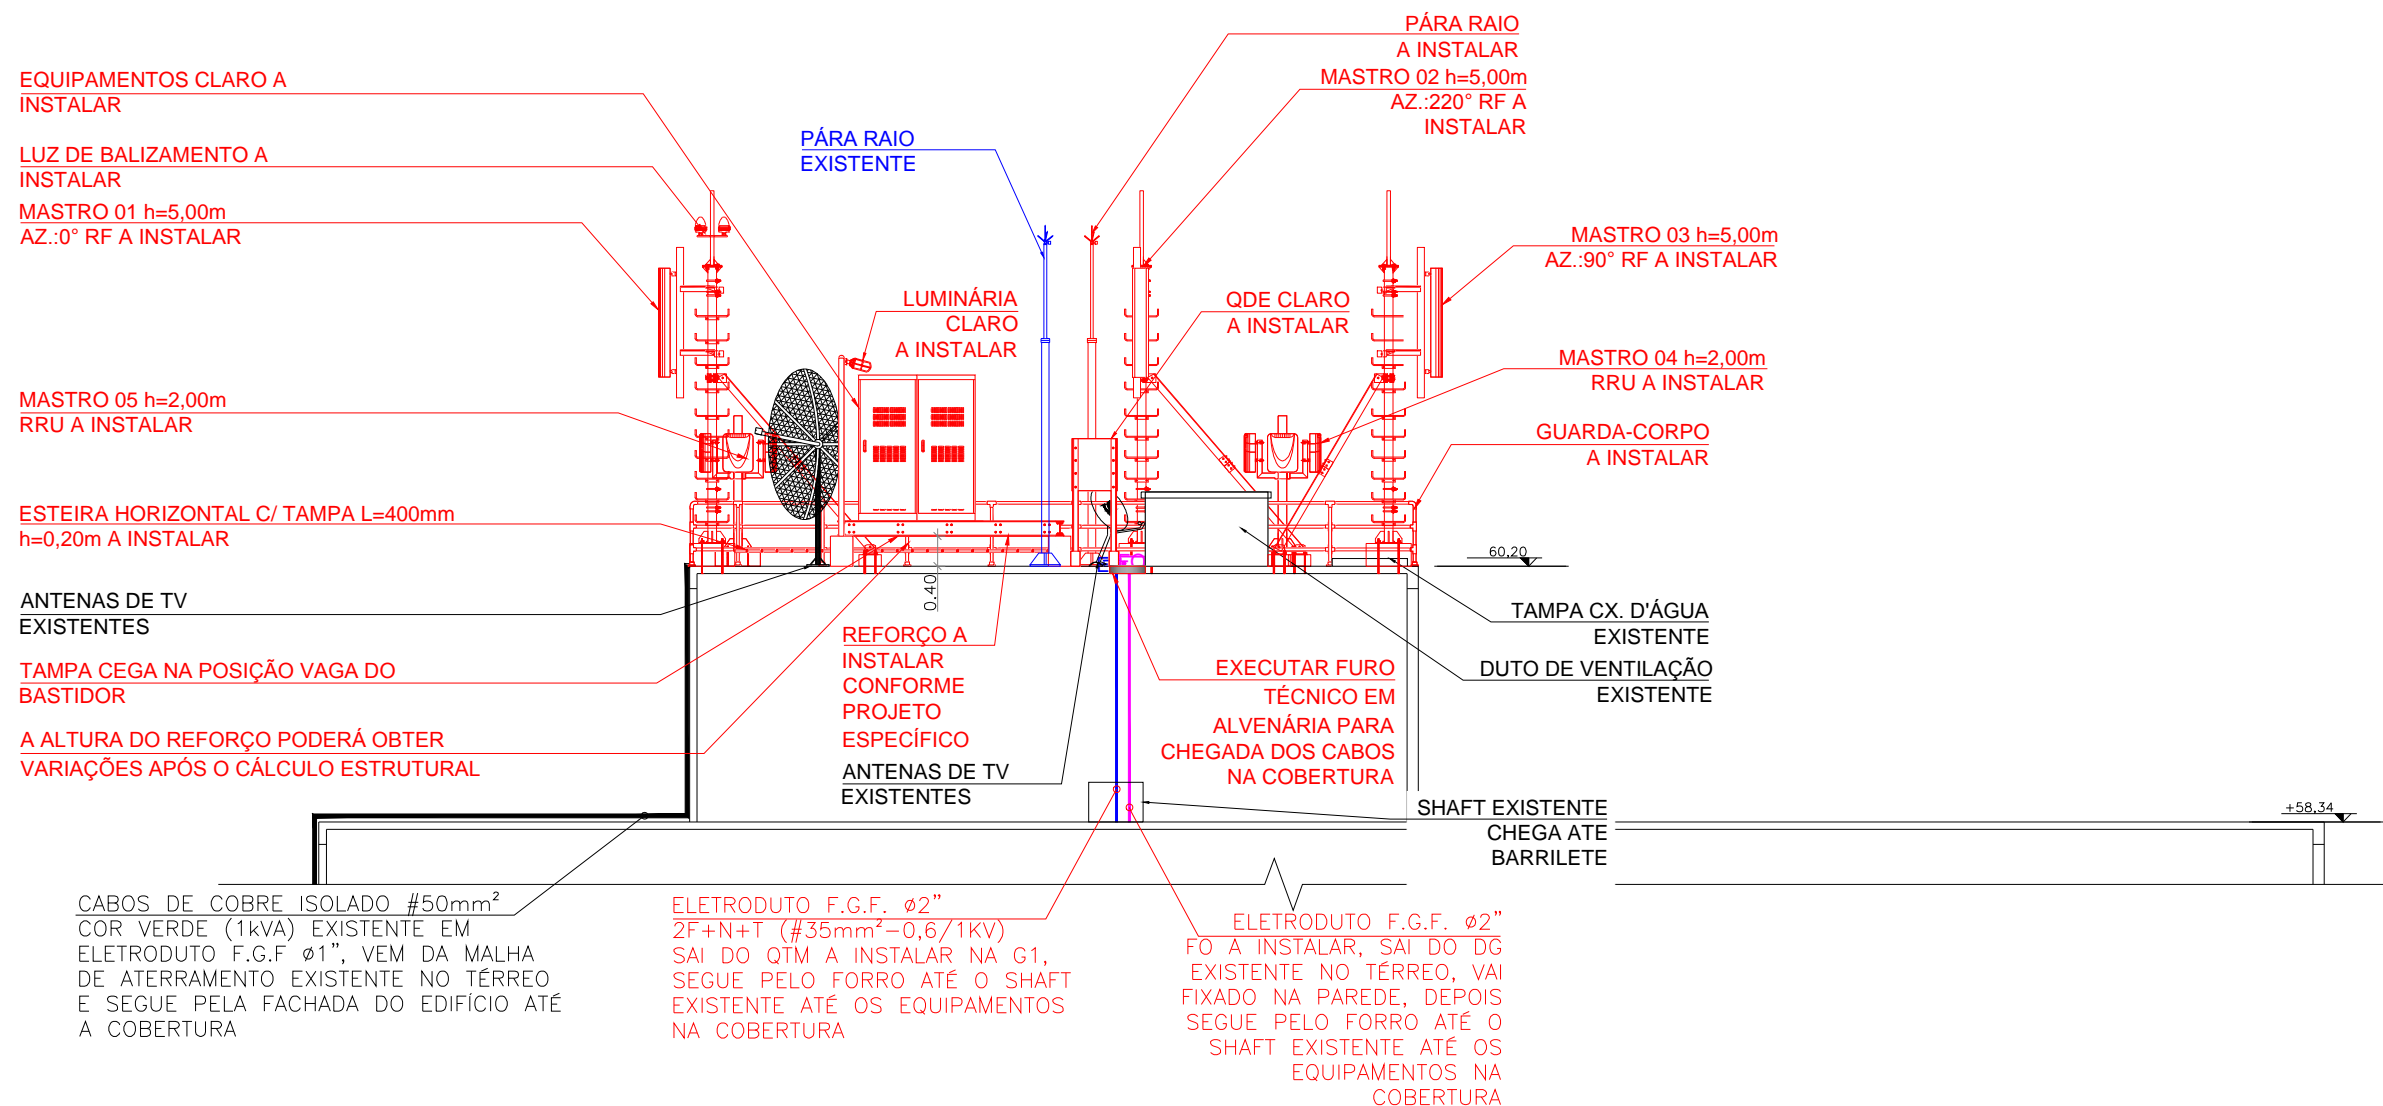 PÁRA RAIO
A INSTALAR
MASTRO 02 h=5,00m
AZ.:220° RF A
INSTALAR
EQUIPAMENTOS CLARO A
INSTALAR
PÁRA RAIO
EXISTENTE
LUZ DE BALIZAMENTO A
INSTALAR
MASTRO 01 h=5,00m
AZ.:0° RF A INSTALAR
MASTRO 03 h=5,00m
AZ.:90° RF A INSTALAR
LUMINÁRIA
CLARO
A INSTALAR
QDE CLARO
A INSTALAR
MASTRO 04 h=2,00m
RRU A INSTALAR
MASTRO 05 h=2,00m
RRU A INSTALAR
GUARDA-CORPO
A INSTALAR
ESTEIRA HORIZONTAL C/ TAMPA L=400mm
h=0,20m A INSTALAR
60,20
0.40
ANTENAS DE TV
EXISTENTES
TAMPA CX. D'ÁGUA
EXISTENTE
REFORÇO A
INSTALAR
CONFORME
PROJETO
ESPECÍFICO
TAMPA CEGA NA POSIÇÃO VAGA DO
BASTIDOR
EXECUTAR FURO
TÉCNICO EM
ALVENÁRIA PARA
CHEGADA DOS CABOS
NA COBERTURA
DUTO DE VENTILAÇÃO
EXISTENTE
A ALTURA DO REFORÇO PODERÁ OBTER
VARIAÇÕES APÓS O CÁLCULO ESTRUTURAL
ANTENAS DE TV
EXISTENTES
SHAFT EXISTENTE
CHEGA ATE
BARRILETE
+58,34
CABOS DE COBRE ISOLADO #50mm²
COR VERDE (1kVA) EXISTENTE EM
ELETRODUTO F.G.F ø1”, VEM DA MALHA
DE ATERRAMENTO EXISTENTE NO TÉRREO
E SEGUE PELA FACHADA DO EDIFÍCIO ATÉ
A COBERTURA
ELETRODUTO F.G.F. ø2”
2F+N+T (#35mm²-0,6/1KV)
SAI DO QTM A INSTALAR NA G1,
SEGUE PELO FORRO ATÉ O SHAFT
EXISTENTE ATÉ OS EQUIPAMENTOS
NA COBERTURA
ELETRODUTO F.G.F. ø2”
FO A INSTALAR, SAI DO DG
EXISTENTE NO TÉRREO, VAI
FIXADO NA PAREDE, DEPOIS
SEGUE PELO FORRO ATÉ O
SHAFT EXISTENTE ATÉ OS
EQUIPAMENTOS NA
COBERTURA